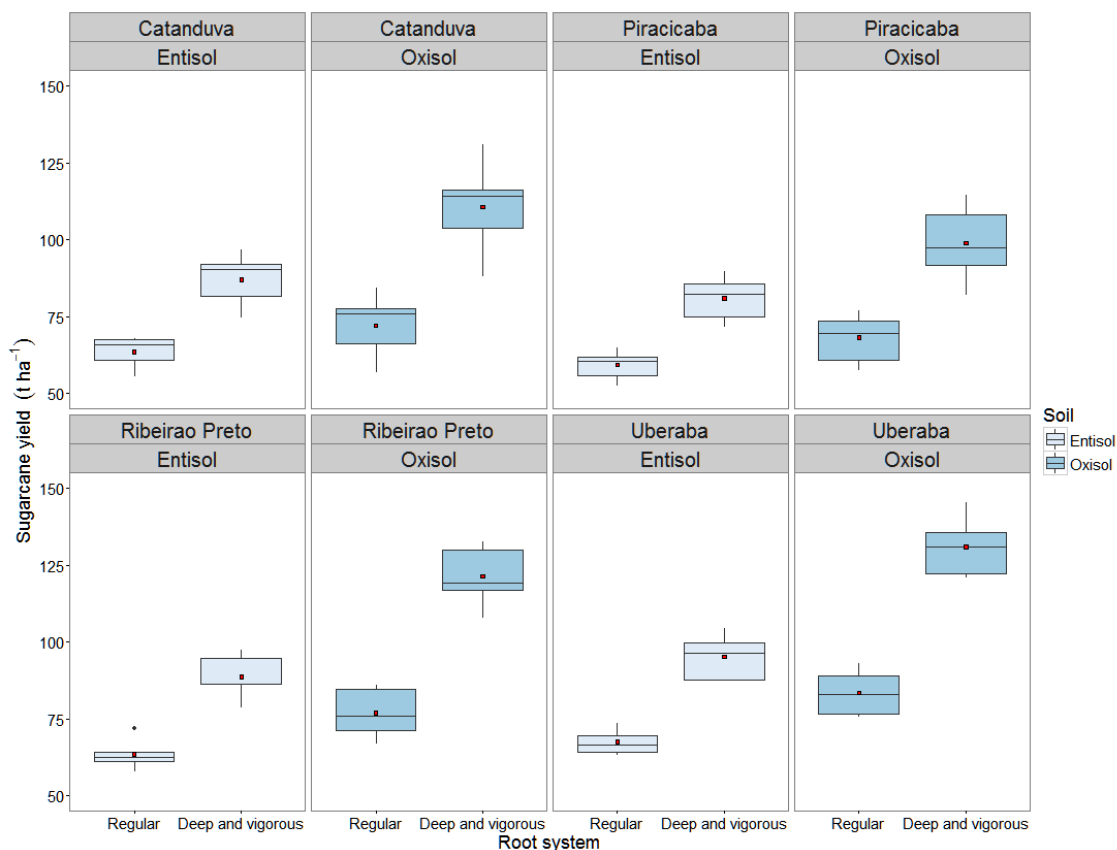 Catanduva Catanduva Piracicaba Piracicaba
Entisol Oxisol Entisol Oxisol
150
125
100
75
50
Ribeirao Preto Ribeirao Preto Uberaba Uberaba
Entisol Oxisol Entisol Oxisol
150
125
100
75
50
Sugarcane yield (t ha⁻¹)
Soil
Entisol
Oxisol
Regular Deep and vigorous Regular Deep and vigorous Regular Deep and vigorous Regular Deep and vigorous
Root system